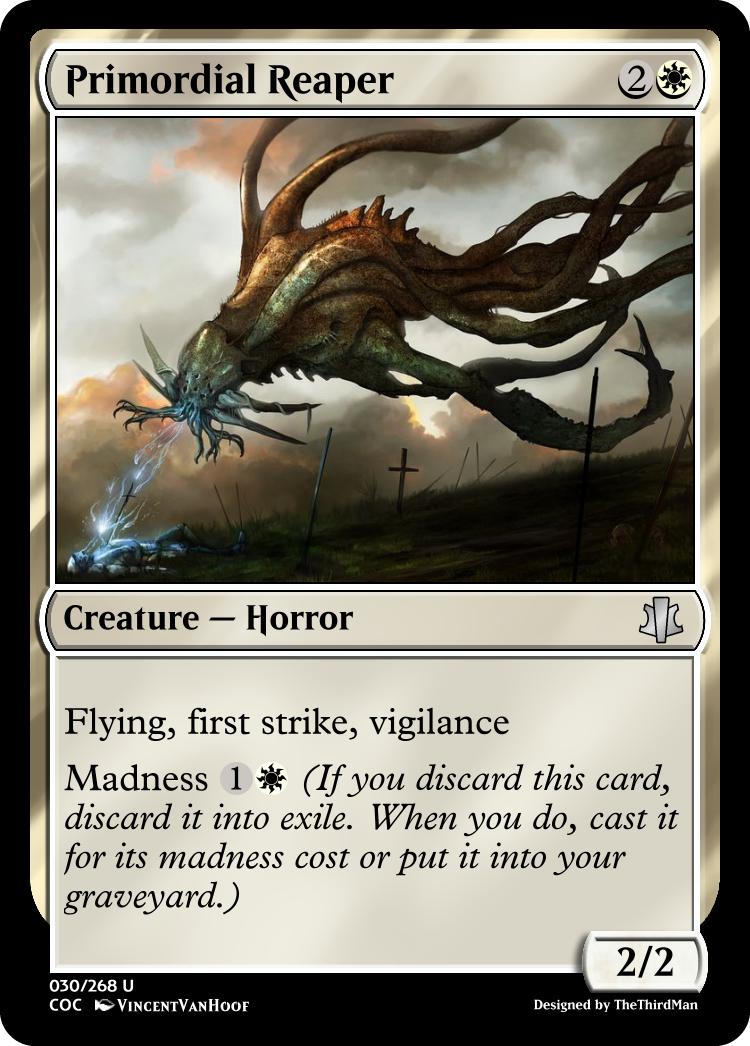 Primordial Reaper 2
Creature — Horror
Flying, first strike, vigilance
Madness 1 (If you discard this card,
discard it into exile. When you do, cast it
for its madness cost or put it into your
graveyard.)
2/2
030/268 U
COC VincentVanHoof
Designed by TheThirdMan